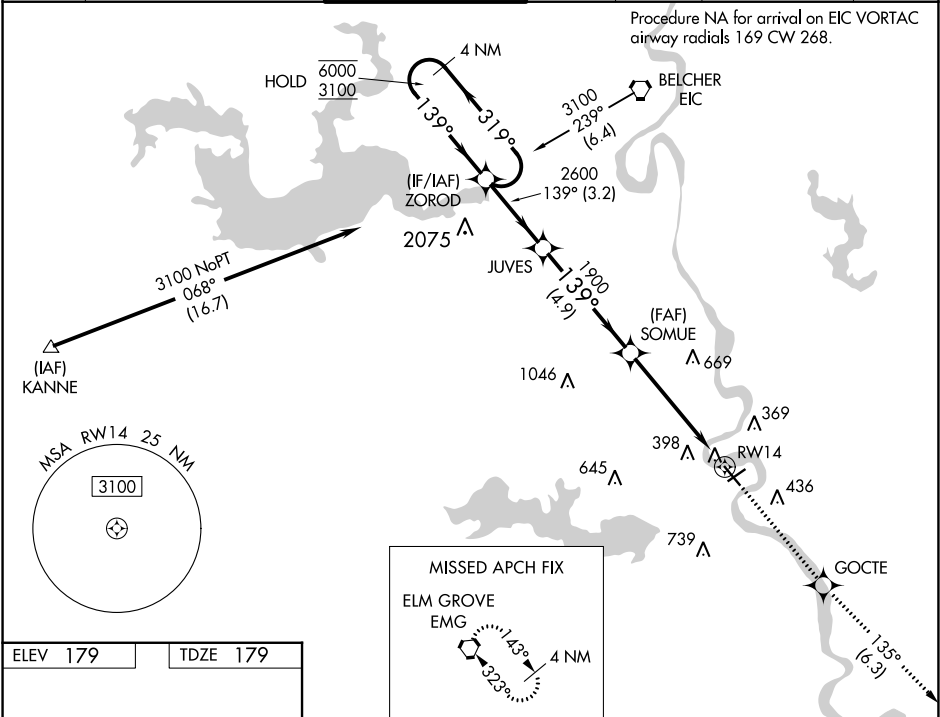 Procedure NA for arrival on EIC VORTAC
airway radials 169 CW 268.
4 NM
HOLD
6000
3100
139°
319°
BELCHER
EIC
3100
239°
(6.4)
(IF/IAF)
ZOROD
2600
139° (3.2)
2075
JUVES
3100 NoPT
068°
(16.7)
1900
139°
(4.9)
(FAF)
SOMUE
669
(IAF)
KANNE
1046
369
398
RW14
645
436
739
MSA RW14 25 NM
3100
GOCTE
135°
(6.3)
MISSED APCH FIX
ELM GROVE
EMG
143°
323°
4 NM
ELEV 179
TDZE 179